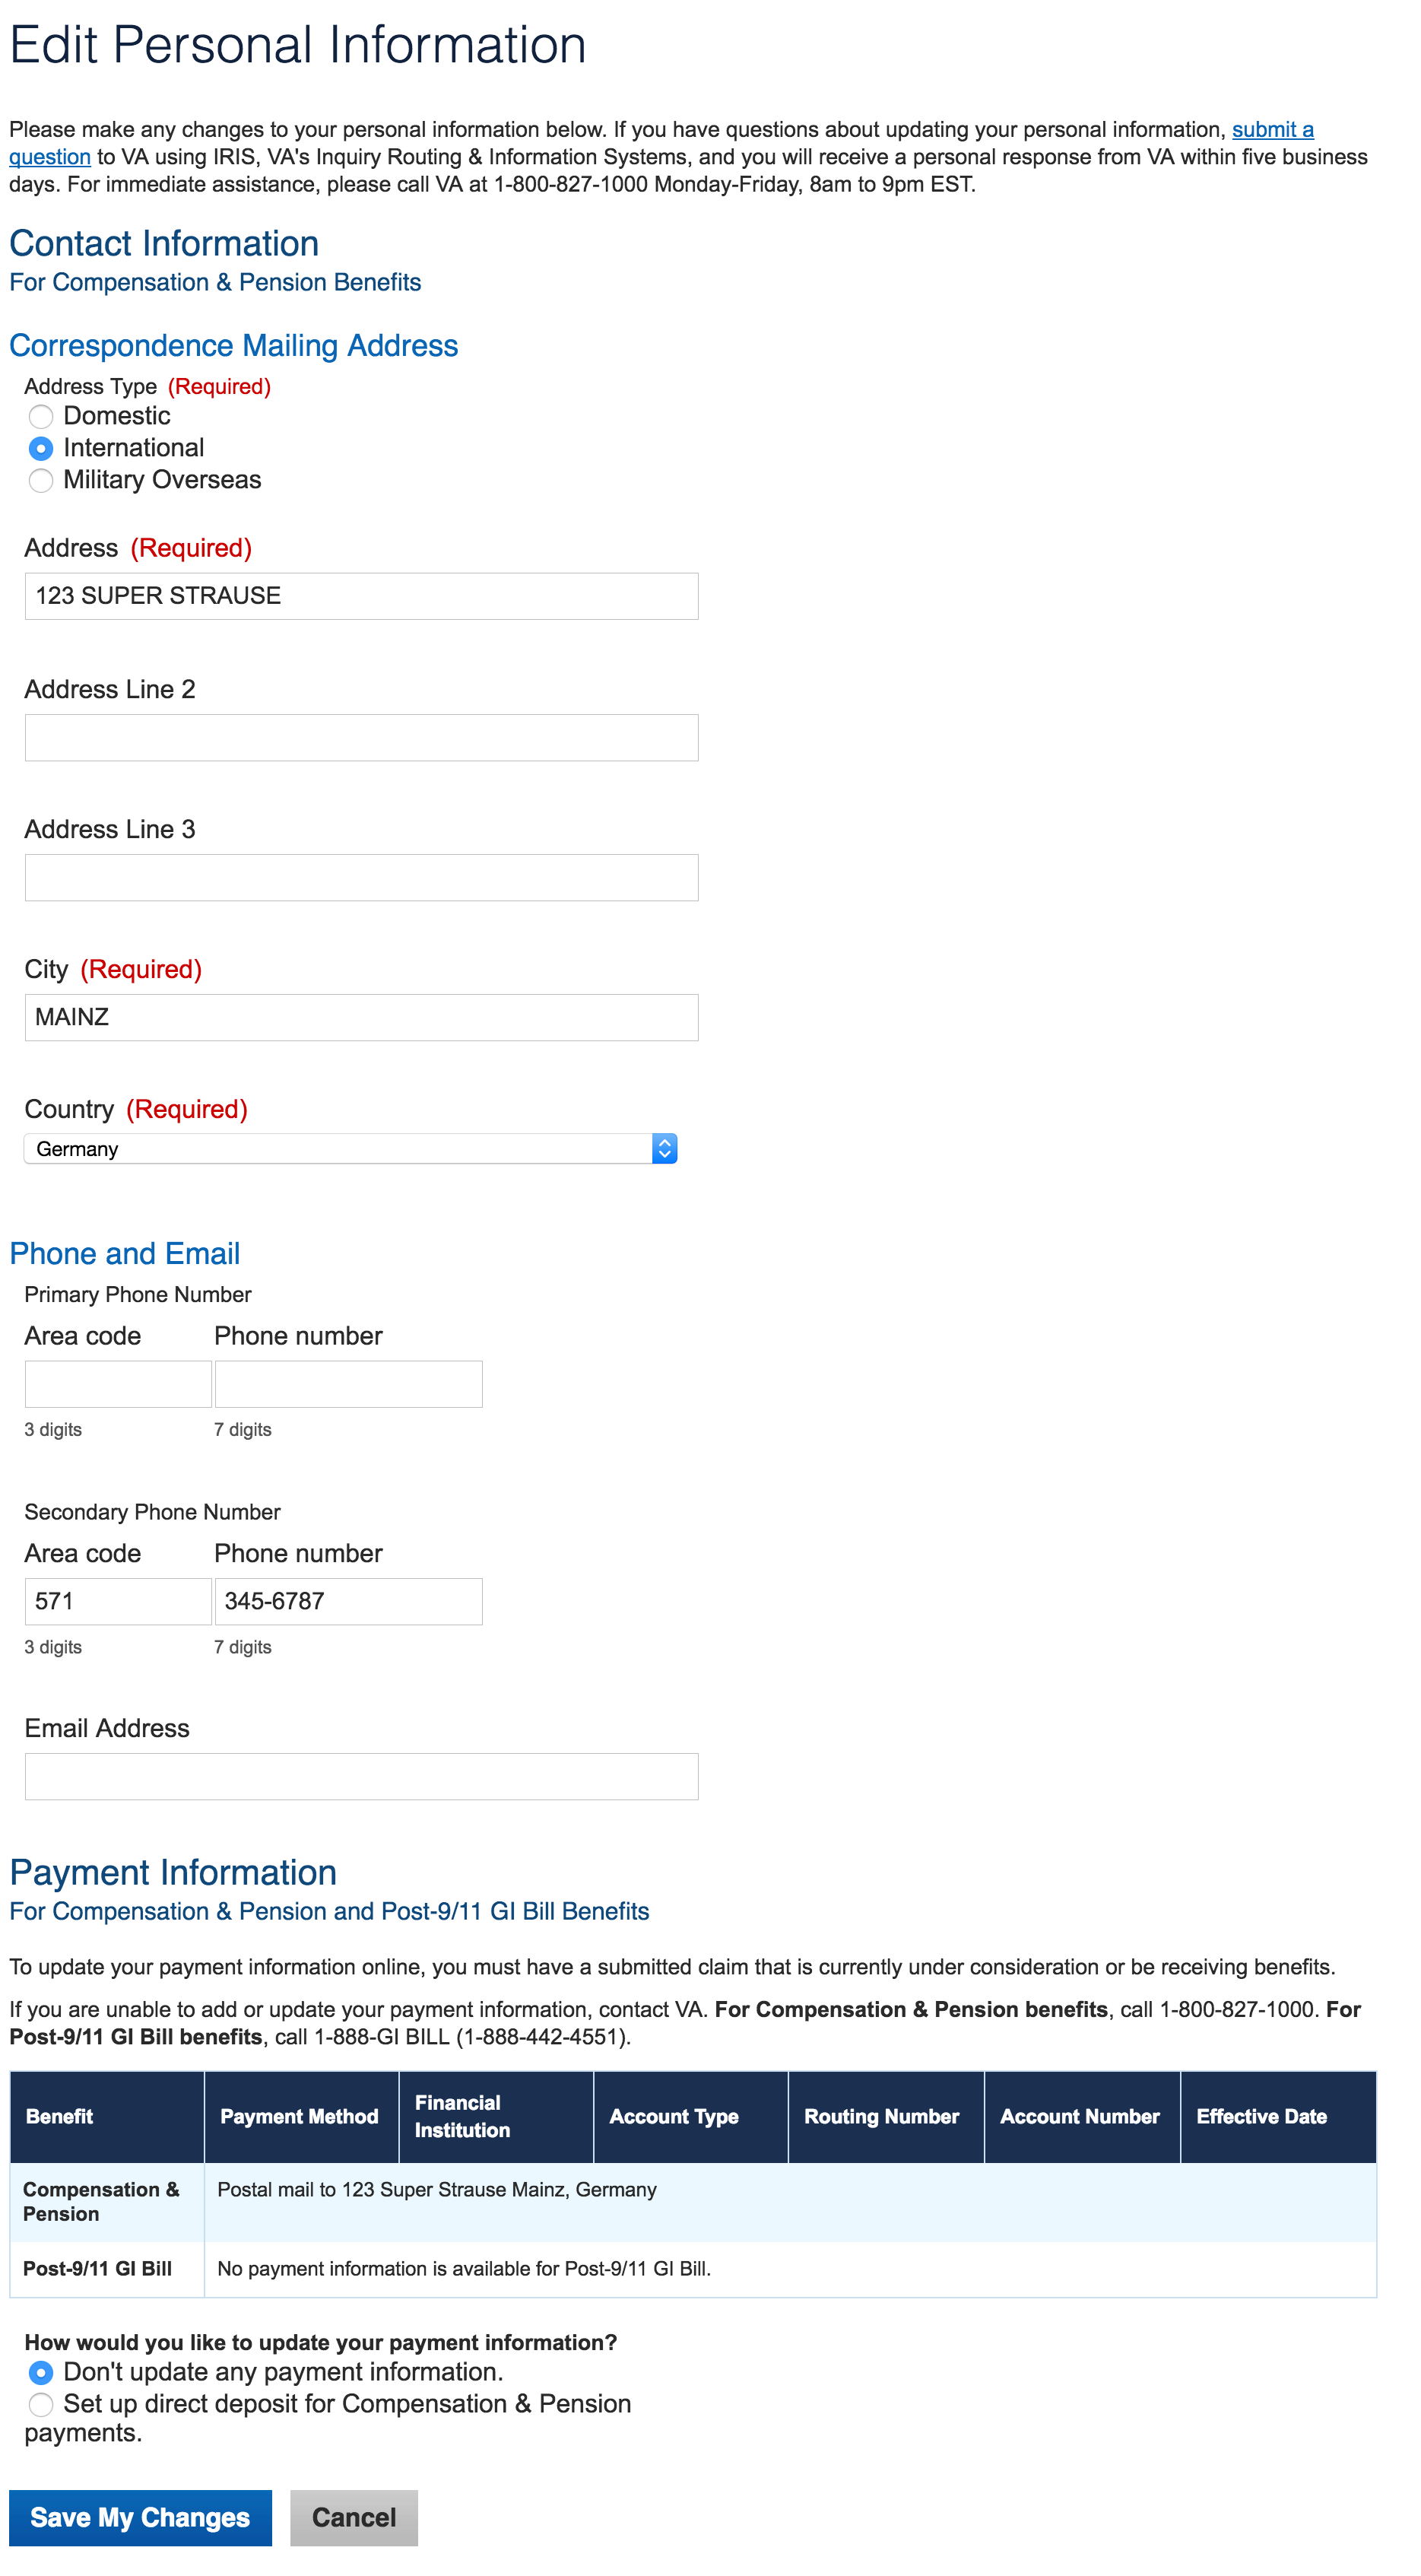 Edit Personal Information
Please make any changes to your personal information below. If you have questions about updating your personal information, submit a
question to VA using IRIS, VA's Inquiry Routing & Information Systems, and you will receive a personal response from VA within five business
days. For immediate assistance, please call VA at 1-800-827-1000 Monday-Friday, 8am to 9pm EST.
Contact Information
For Compensation & Pension Benefits
Correspondence Mailing Address
Address Type (Required)
Domestic
International
Military Overseas
Address (Required)
123 SUPER STRAUSE
Address Line 2
Address Line 3
City (Required)
MAINZ
Country (Required)
Germany
Phone and Email
Primary Phone Number
Area code Phone number
3 digits 7 digits
Secondary Phone Number
Area code Phone number
571 345-6787
3 digits 7 digits
Email Address
Payment Information
For Compensation & Pension and Post-9/11 GI Bill Benefits
To update your payment information online, you must have a submitted claim that is currently under consideration or be receiving benefits.
If you are unable to add or update your payment information, contact VA. For Compensation & Pension benefits, call 1-800-827-1000. For
Post-9/11 GI Bill benefits, call 1-888-GI BILL (1-888-442-4551).
Benefit Payment Method Financial Institution Account Type Routing Number Account Number Effective Date
Compensation & Pension Postal mail to 123 Super Strause Mainz, Germany
Post-9/11 GI Bill No payment information is available for Post-9/11 GI Bill.
How would you like to update your payment information?
Don't update any payment information.
Set up direct deposit for Compensation & Pension
payments.
Save My Changes Cancel